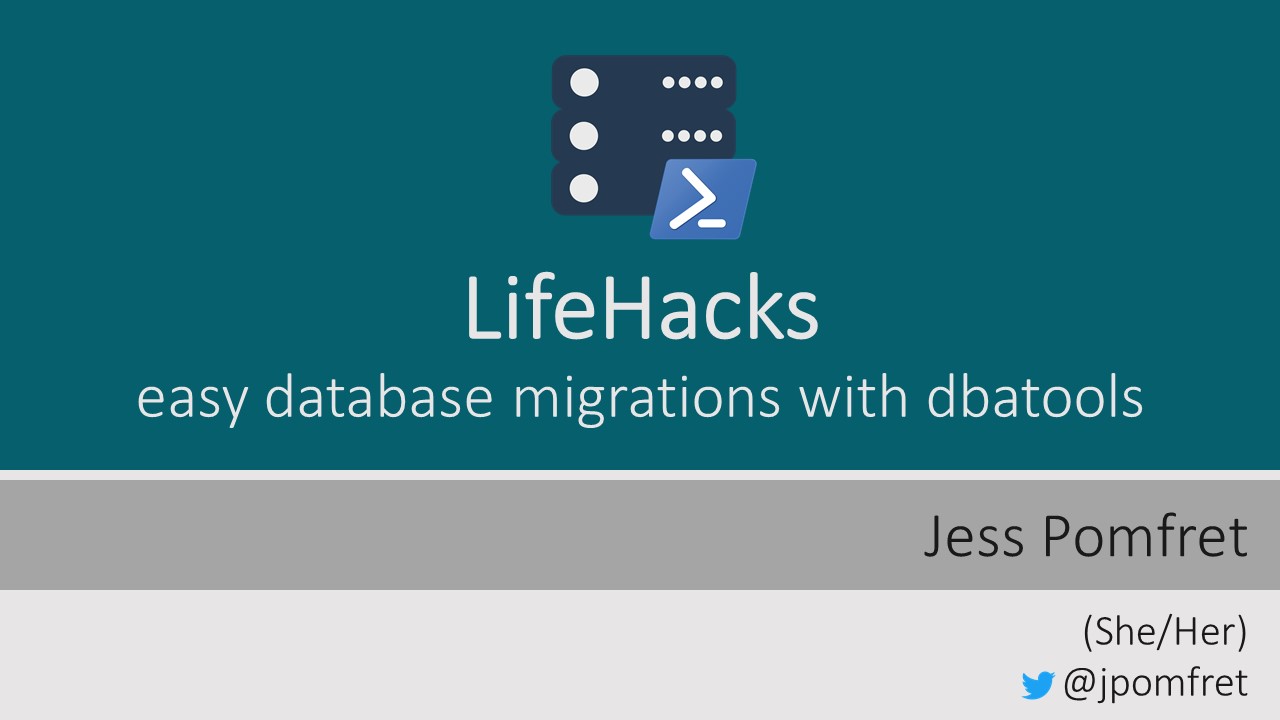 LifeHacks
easy database migrations with dbatools
Jess Pomfret
(She/Her)
@jpomfret